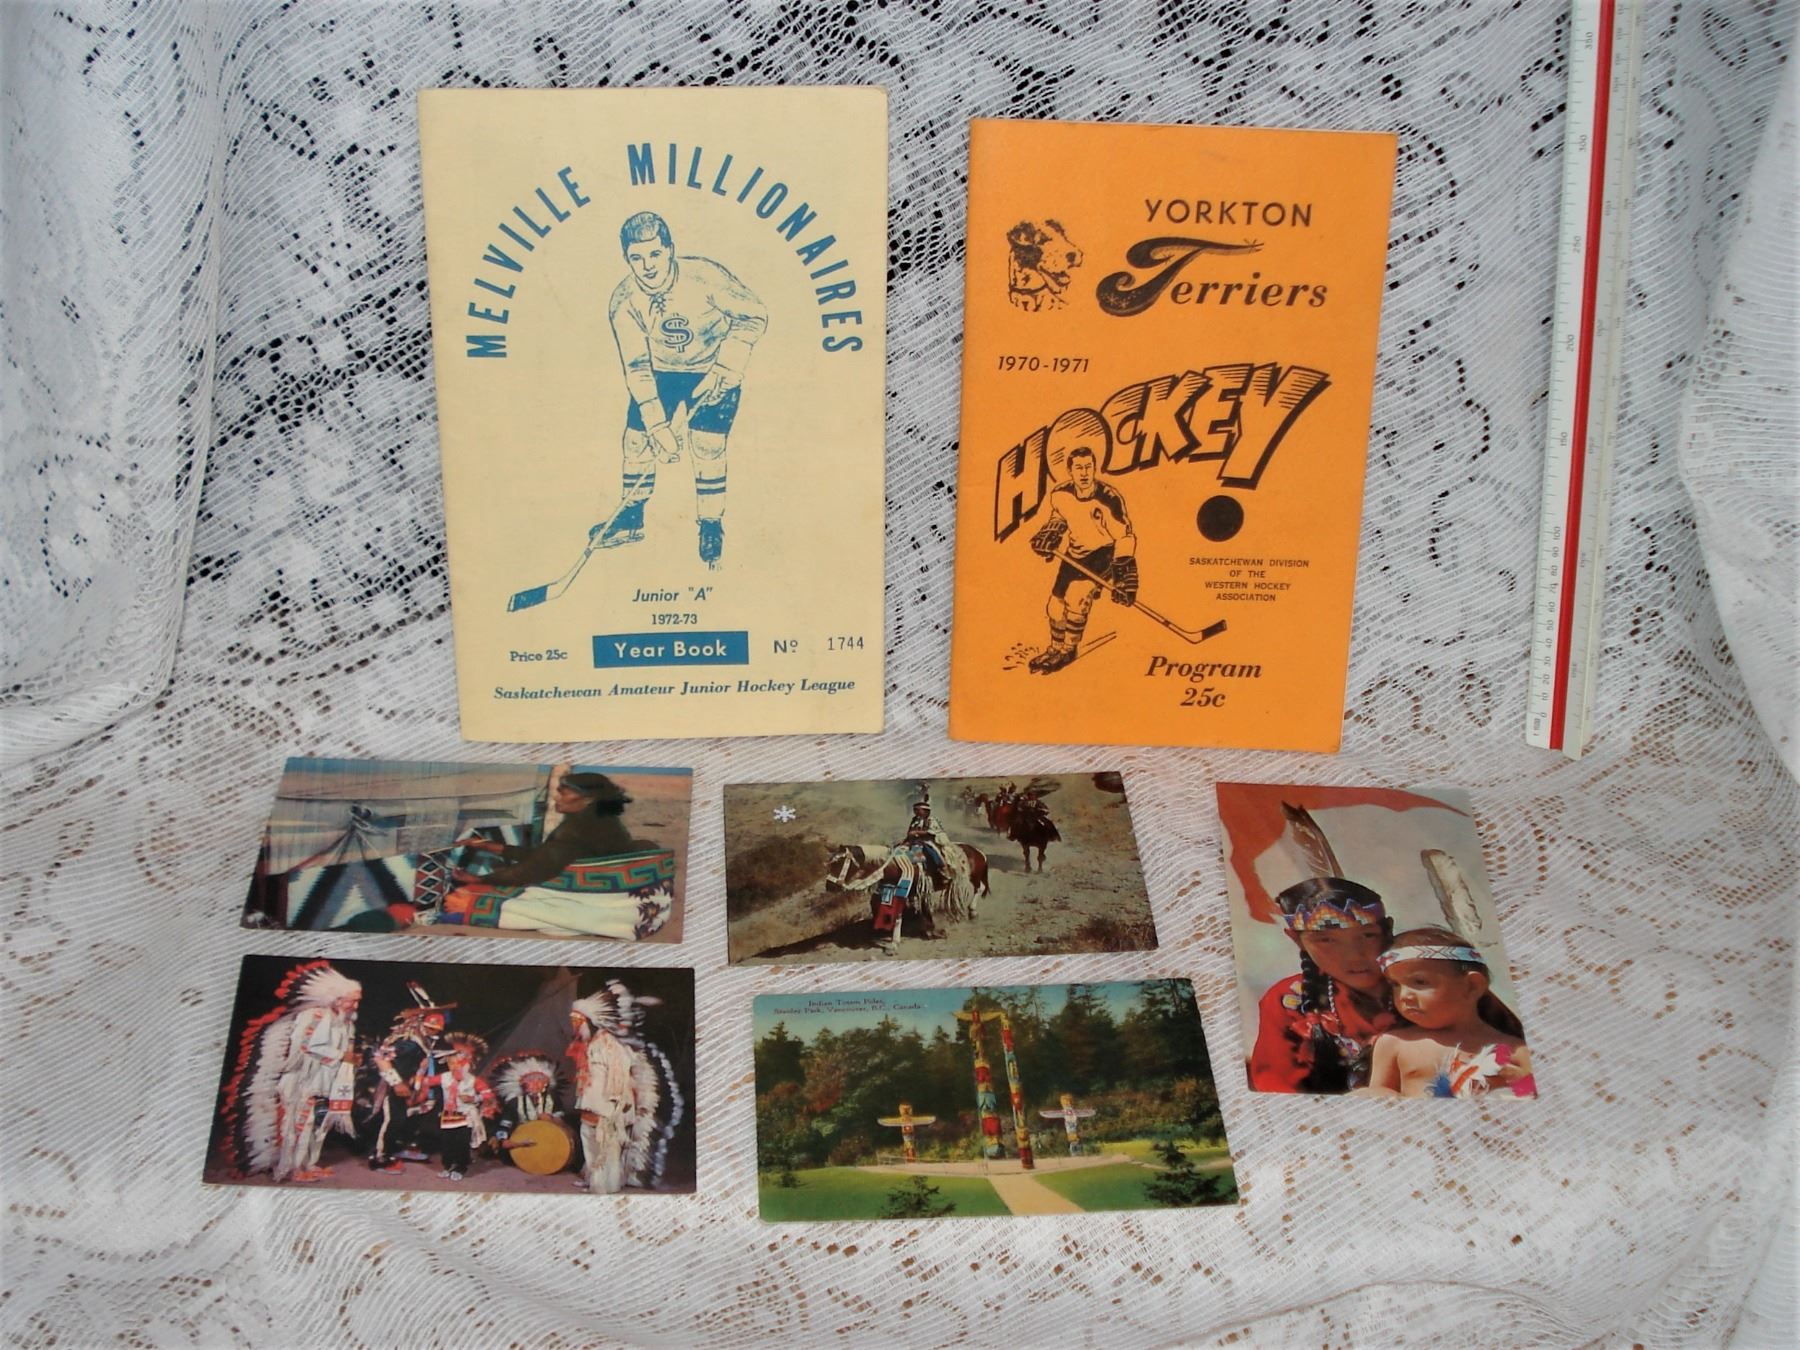 MELVILLE MILLIONAIRES
$
Junior "A"
1972-73
Price 25c
Year Book
Nº 1744
Saskatchewan Amateur Junior Hockey League
YORKTON
Terriers
1970-1971
HOCKEY
SASKATCHEWAN DIVISION
OF THE
WESTERN HOCKEY
ASSOCIATION
Program
25c
Indian Totem Poles,
Stanley Park, Vancouver, B.C., Canada